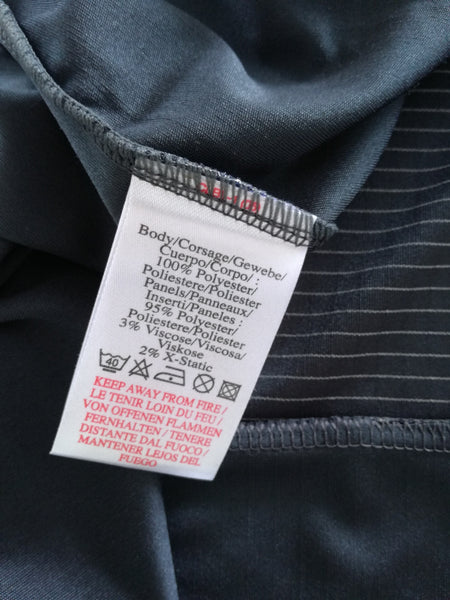 Body/Corsage/Gewebe/
Cuerpo/Corpo/ :
100% Polyester/
Poliestere/Poliester
Panels/Panneaux/
Inserti/Paneles :
95% Polyester/
Poliestere/Poliester
3% Viscose/Viscosa/
Viskose
2% X-Static
40
KEEP AWAY FROM FIRE/
LE TENIR LOIN DU FEU/
VON OFFENEN FLAMMEN
FERNHALTEN / TENERE
DISTANTE DAL FUOCO/
MANTENER LEJOS DEL
FUEGO